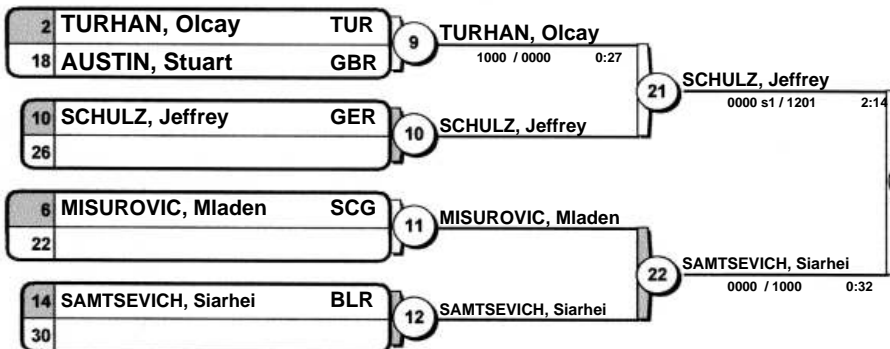 2 TURHAN, Olcay TUR
18 AUSTIN, Stuart GBR
9
TURHAN, Olcay
1000 / 0000 0:27
10 SCHULZ, Jeffrey GER
26
10
SCHULZ, Jeffrey
21
SCHULZ, Jeffrey
0000 s1 / 1201 2:14
6 MISUROVIC, Mladen SCG
22
11
MISUROVIC, Mladen
14 SAMTSEVICH, Siarhei BLR
30
12
SAMTSEVICH, Siarhei
22
SAMTSEVICH, Siarhei
0000 / 1000 0:32